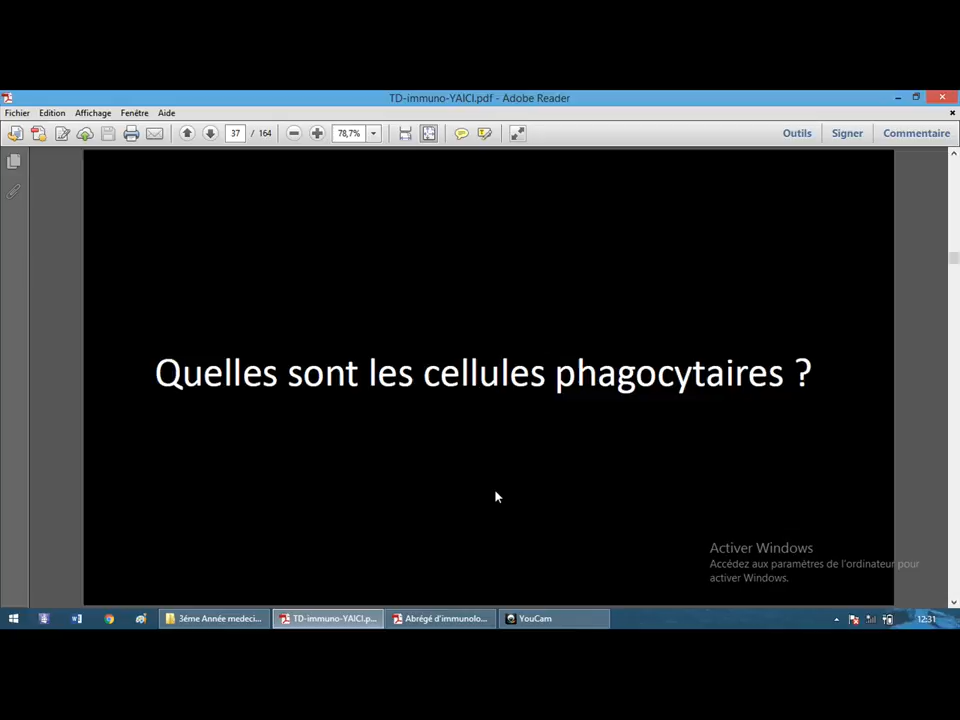 TD-immuno-YAICI.pdf - Adobe Reader
Fichier Edition Affichage Fenêtre Aide
37 / 164 78,7% Outils Signer Commentaire
Quelles sont les cellules phagocytaires ?
Activer Windows
Accédez aux paramètres de l'ordinateur pour
activer Windows.
3éme Année medeci... TD-immuno-YAICI.p... Abrégé d'immunolo... YouCam 12:31